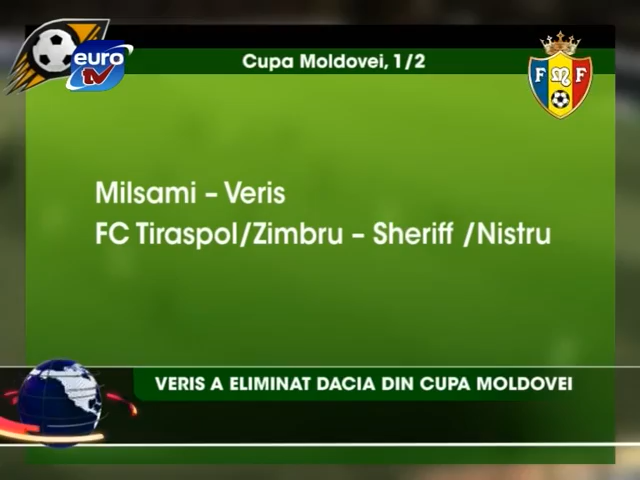 euro
tv
Cupa Moldovei, 1/2
F M F
Milsami – Veris
FC Tiraspol/Zimbru – Sheriff /Nistru
VERIS A ELIMINAT DACIA DIN CUPA MOLDOVEI